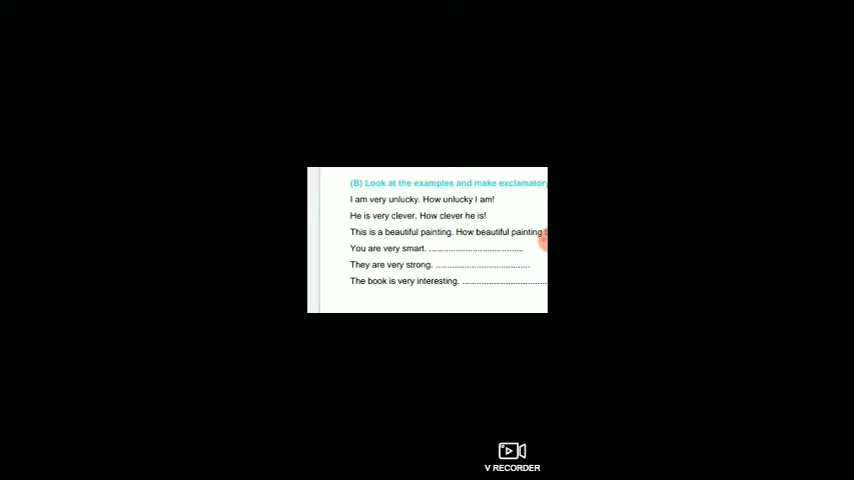 (B) Look at the examples and make exclamatory
I am very unlucky. How unlucky I am!
He is very clever. How clever he is!
This is a beautiful painting. How beautiful painting
You are very smart. ......................................
They are very strong. ......................................
The book is very interesting. ..................................
V RECORDER